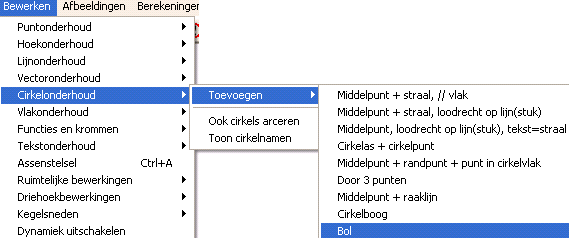 Bewerken Afbeeldingen Berekeningen
Puntonderhoud
Hoekonderhoud
Lijnonderhoud
Vectoronderhoud
Cirkelonderhoud
Vlakonderhoud
Functies en krommen
Tekstonderhoud
Assenstelsel Ctrl+A
Ruimtelijke bewerkingen
Driehoekbewerkingen
Kegelsneden
Dynamiek uitschakelen
Toevoegen
Ook cirkels arceren
Toon cirkelnamen
Middelpunt + straal, // vlak
Middelpunt + straal, loodrecht op lijn(stuk)
Middelpunt, loodrecht op lijn(stuk), tekst=straal
Cirkelas + cirkelpunt
Middelpunt + randpunt + punt in cirkelvlak
Door 3 punten
Middelpunt + raaklijn
Cirkelboog
Bol